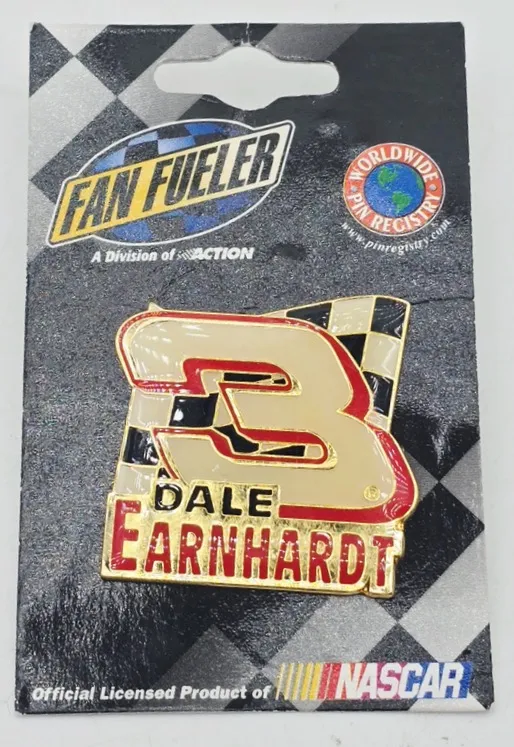 FAN FUELER
A Division of ACTION
WORLDWIDE
PIN REGISTRY
www.pinregistry.com
3
®
DALE
EARNHARDT
Official Licensed Product of NASCAR